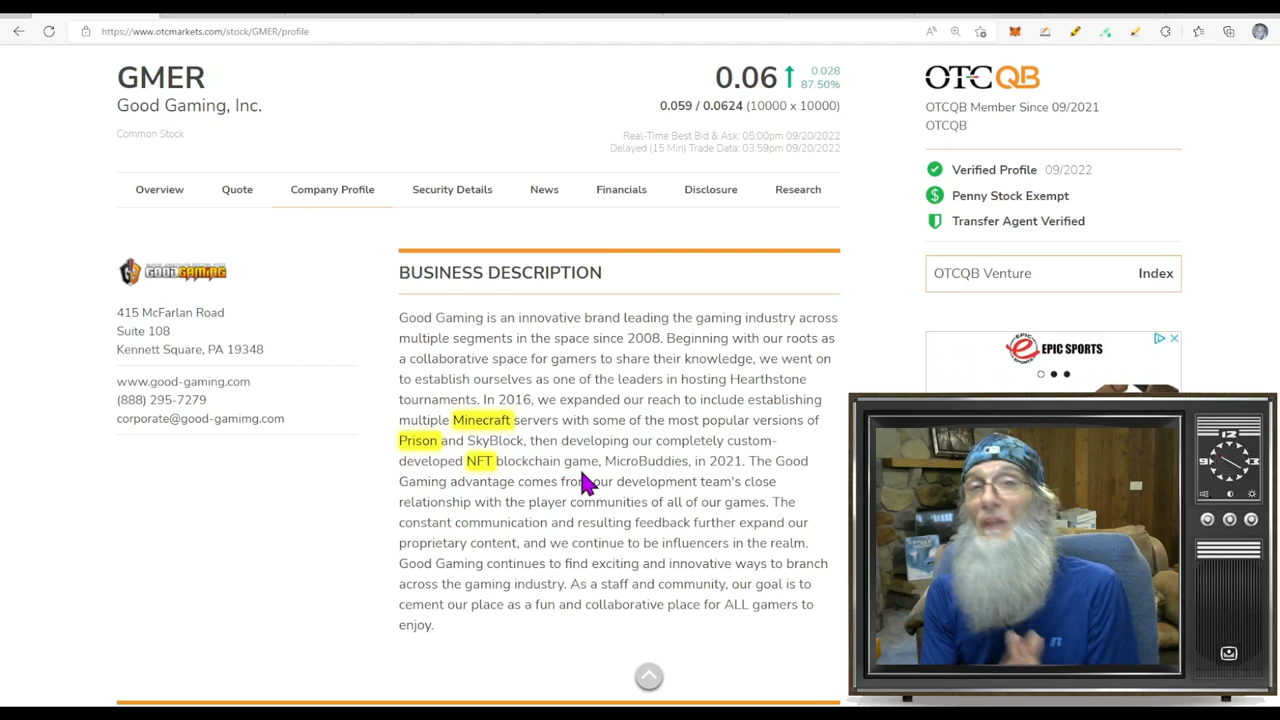 https://www.otcmarkets.com/stock/GMER/profile
GMER
Good Gaming, Inc.
Common Stock
0.06
0.028
87.50%
0.059 / 0.0624 (10000 x 10000)
Real-Time Best Bid & Ask: 05:00pm 09/20/2022
Delayed (15 Min) Trade Data: 03:59pm 09/20/2022
OTCQB
OTCQB Member Since 09/2021
OTCQB
Verified Profile 09/2022
Penny Stock Exempt
Transfer Agent Verified
OTCQB Venture Index
Overview Quote Company Profile Security Details News Financials Disclosure Research
GOODGAMING
415 McFarlan Road
Suite 108
Kennett Square, PA 19348
www.good-gaming.com
(888) 295-7279
corporate@good-gamimg.com
BUSINESS DESCRIPTION
Good Gaming is an innovative brand leading the gaming industry across
multiple segments in the space since 2008. Beginning with our roots as
a collaborative space for gamers to share their knowledge, we went on
to establish ourselves as one of the leaders in hosting Hearthstone
tournaments. In 2016, we expanded our reach to include establishing
multiple Minecraft servers with some of the most popular versions of
Prison and SkyBlock, then developing our completely custom-
developed NFT blockchain game, MicroBuddies, in 2021. The Good
Gaming advantage comes from our development team's close
relationship with the player communities of all of our games. The
constant communication and resulting feedback further expand our
proprietary content, and we continue to be influencers in the realm.
Good Gaming continues to find exciting and innovative ways to branch
across the gaming industry. As a staff and community, our goal is to
cement our place as a fun and collaborative place for ALL gamers to
enjoy.
EPIC SPORTS
12
9
3
6